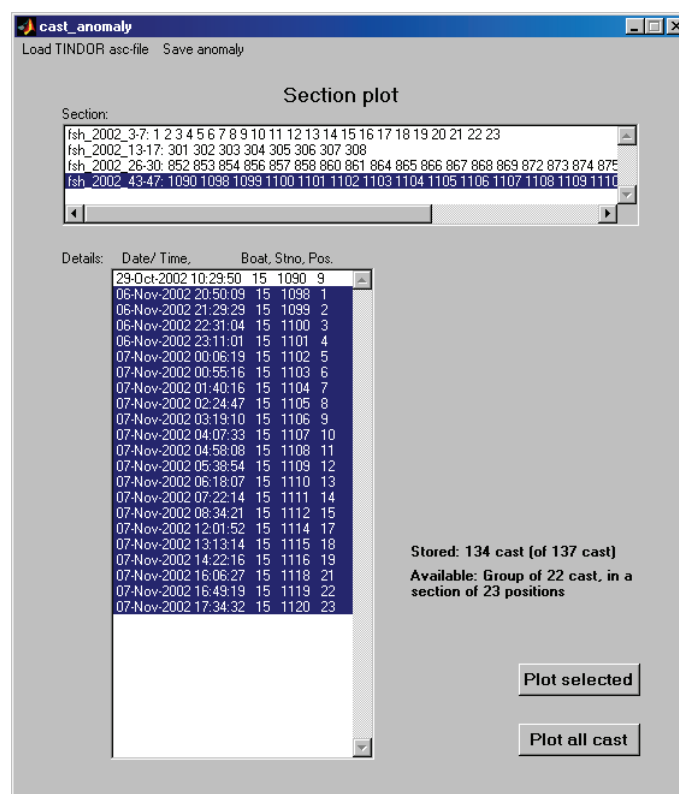 cast_anomaly
Load TINDOR asc-file Save anomaly
Section plot
Section:
fsh_2002_3-7: 1 2 3 4 5 6 7 8 9 10 11 12 13 14 15 16 17 18 19 20 21 22 23
fsh_2002_13-17: 301 302 303 304 305 306 307 308
fsh_2002_26-30: 852 853 854 856 857 858 860 861 864 865 866 867 868 869 872 873 874 875
fsh_2002_43-47: 1090 1098 1099 1100 1101 1102 1103 1104 1105 1106 1107 1108 1109 1110
Details: Date/ Time, Boat, Stno, Pos.
29-Oct-2002 10:29:50 15 1090 9
06-Nov-2002 20:50:09 15 1098 1
06-Nov-2002 21:29:29 15 1099 2
06-Nov-2002 22:31:04 15 1100 3
06-Nov-2002 23:11:01 15 1101 4
07-Nov-2002 00:06:19 15 1102 5
07-Nov-2002 00:55:16 15 1103 6
07-Nov-2002 01:40:16 15 1104 7
07-Nov-2002 02:24:47 15 1105 8
07-Nov-2002 03:19:10 15 1106 9
07-Nov-2002 04:07:33 15 1107 10
07-Nov-2002 04:58:08 15 1108 11
07-Nov-2002 05:38:54 15 1109 12
07-Nov-2002 06:18:07 15 1110 13
07-Nov-2002 07:22:14 15 1111 14
07-Nov-2002 08:34:21 15 1112 15
07-Nov-2002 12:01:52 15 1114 17
07-Nov-2002 13:13:14 15 1115 18
07-Nov-2002 14:22:16 15 1116 19
07-Nov-2002 16:06:27 15 1118 21
07-Nov-2002 16:49:19 15 1119 22
07-Nov-2002 17:34:32 15 1120 23
Stored: 134 cast (of 137 cast)
Available: Group of 22 cast, in a
section of 23 positions
Plot selected
Plot all cast